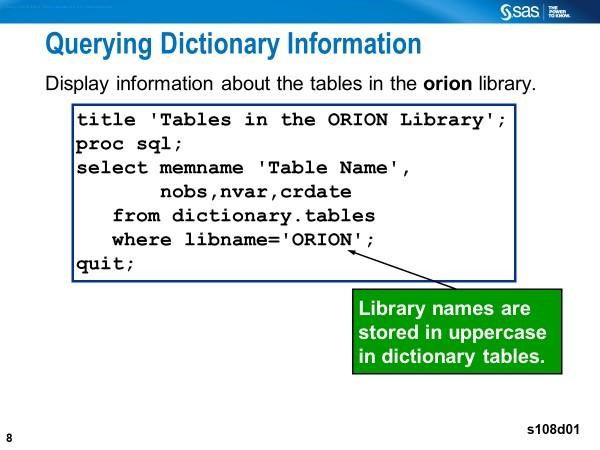 sas. THE
POWER
TO KNOW.
Querying Dictionary Information
Display information about the tables in the orion library.
title 'Tables in the ORION Library';
proc sql;
select memname 'Table Name',
nobs,nvar,crdate
from dictionary.tables
where libname='ORION';
quit;
Library names are
stored in uppercase
in dictionary tables.
8
s108d01